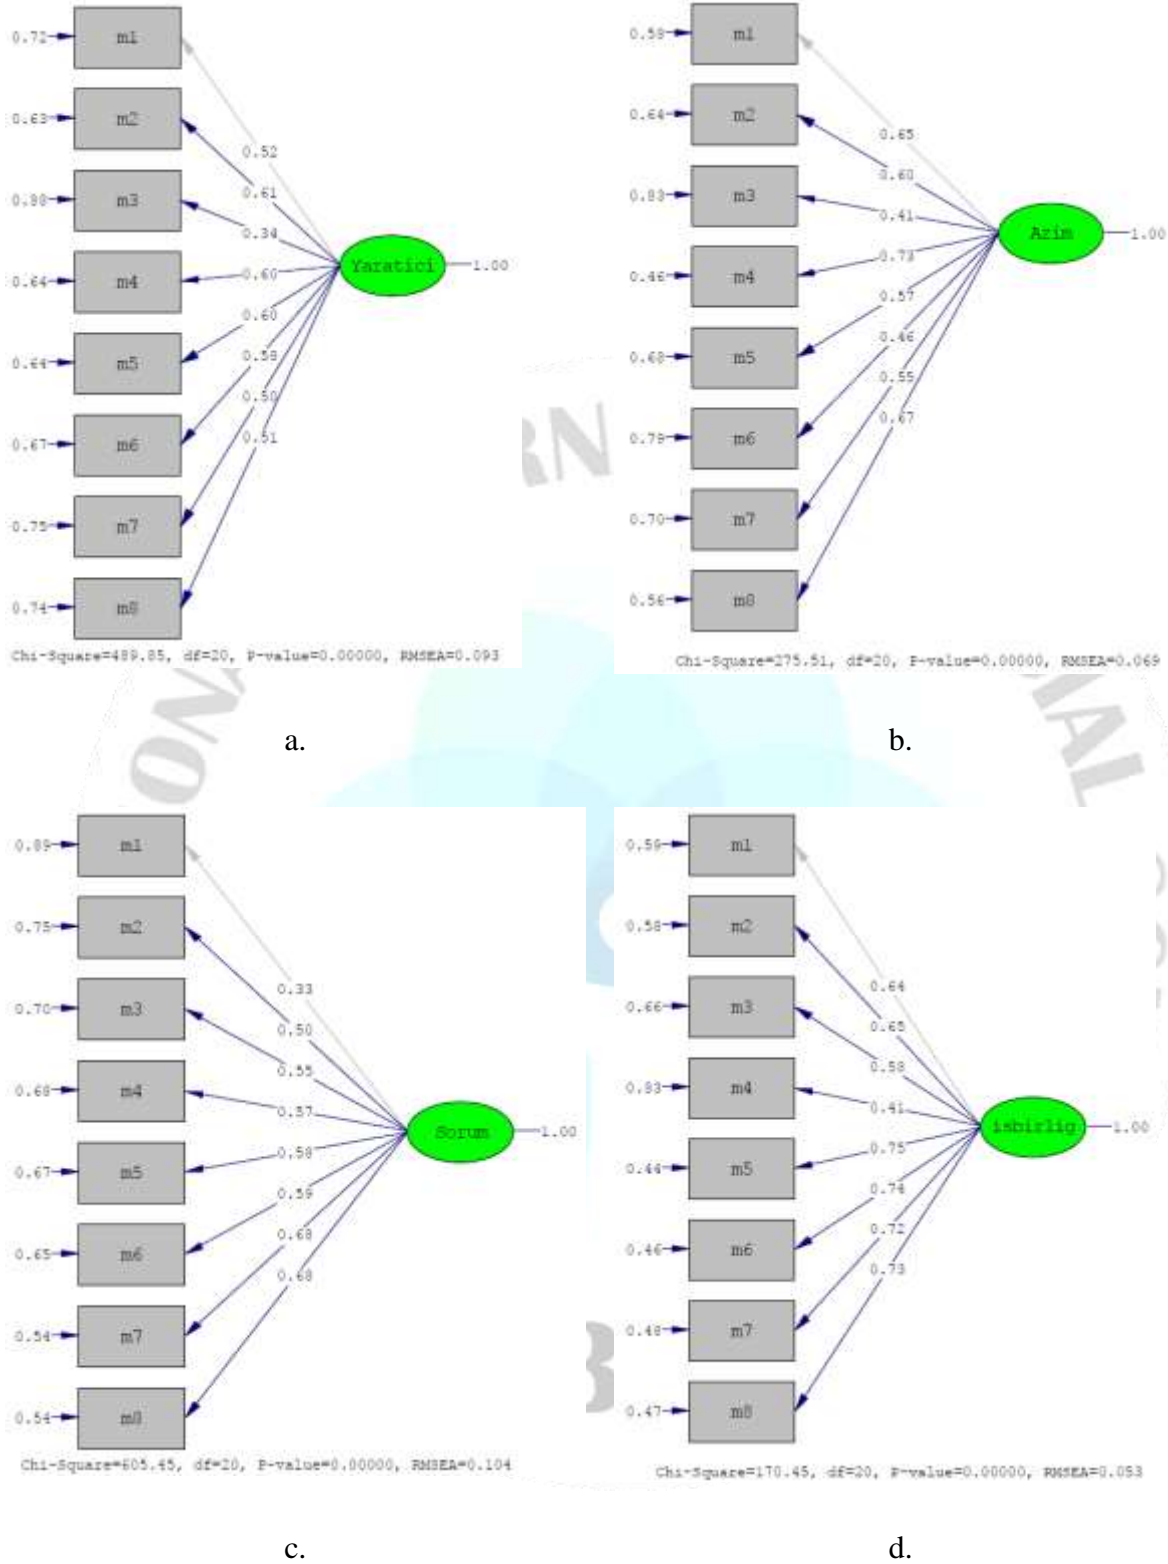 0.72 m1
0.63 m2
0.52
0.61
0.88 m3
0.34
Yaratici 1.00
0.64 m4
0.60
0.60
0.64 m5
0.59
0.50
0.67 m6
0.51
0.75 m7
0.74 m8
Chi-Square=489.85, df=20, P-value=0.00000, RMSEA=0.093
a.
0.58 m1
0.64 m2
0.65
0.60
0.83 m3
0.41
Azim 1.00
0.73
0.46 m4
0.57
0.46
0.68 m5
0.55
0.67
0.79 m6
0.70 m7
0.56 m8
Chi-Square=275.51, df=20, P-value=0.00000, RMSEA=0.069
b.
0.89 m1
0.75 m2
0.33
0.70 m3
0.50
0.55
0.68 m4
0.57
Sorum 1.00
0.58
0.67 m5
0.59
0.68
0.65 m6
0.68
0.54 m7
0.54 m8
Chi-Square=605.45, df=20, P-value=0.00000, RMSEA=0.104
c.
0.59 m1
0.58 m2
0.64
0.66 m3
0.65
0.58
0.83 m4
0.41
isbirlig 1.00
0.75
0.44 m5
0.74
0.72
0.46 m6
0.73
0.48 m7
0.47 m8
Chi-Square=170.45, df=20, P-value=0.00000, RMSEA=0.053
d.